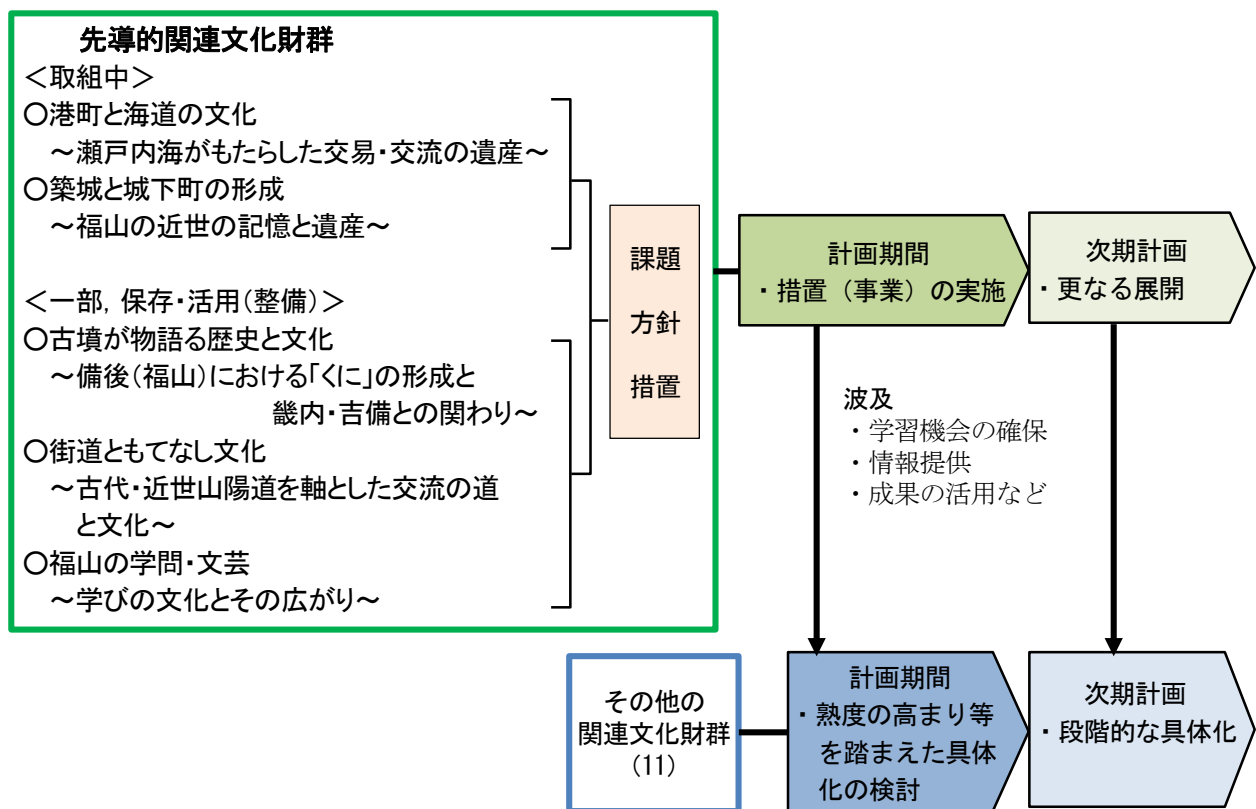 先導的関連文化財群
＜取組中＞
○港町と海道の文化
～瀬戸内海がもたらした交易・交流の遺産～
○築城と城下町の形成
～福山の近世の記憶と遺産～
＜一部，保存・活用（整備）＞
○古墳が物語る歴史と文化
～備後（福山）における「くに」の形成と
畿内・吉備との関わり～
○街道ともてなし文化
～古代・近世山陽道を軸とした交流の道
と文化～
○福山の学問・文芸
～学びの文化とその広がり～
課題
方針
措置
計画期間
・措置（事業）の実施
次期計画
・更なる展開
波及
・学習機会の確保
・情報提供
・成果の活用など
その他の
関連文化財群
(11)
計画期間
・熟度の高まり等
を踏まえた具体
化の検討
次期計画
・段階的な具体化